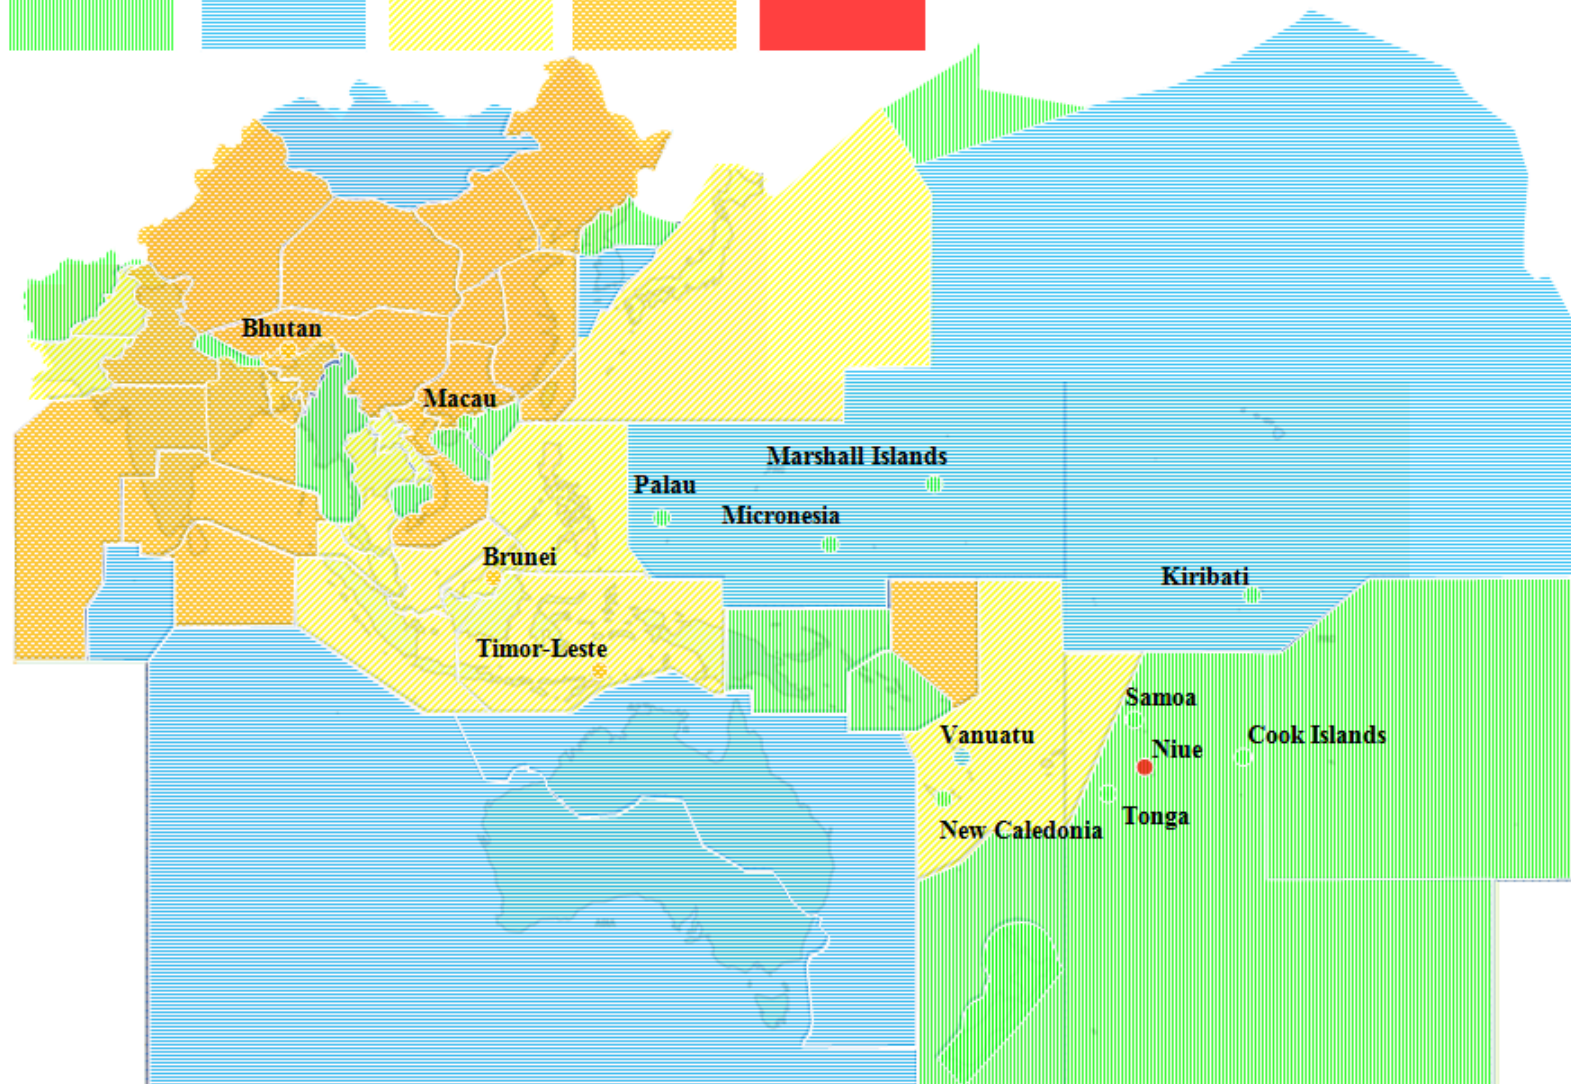 Bhutan
Macau
Marshall Islands
Palau
Micronesia
Brunei
Kiribati
Timor-Leste
Samoa
Vanuatu
Niue
Cook Islands
New Caledonia
Tonga